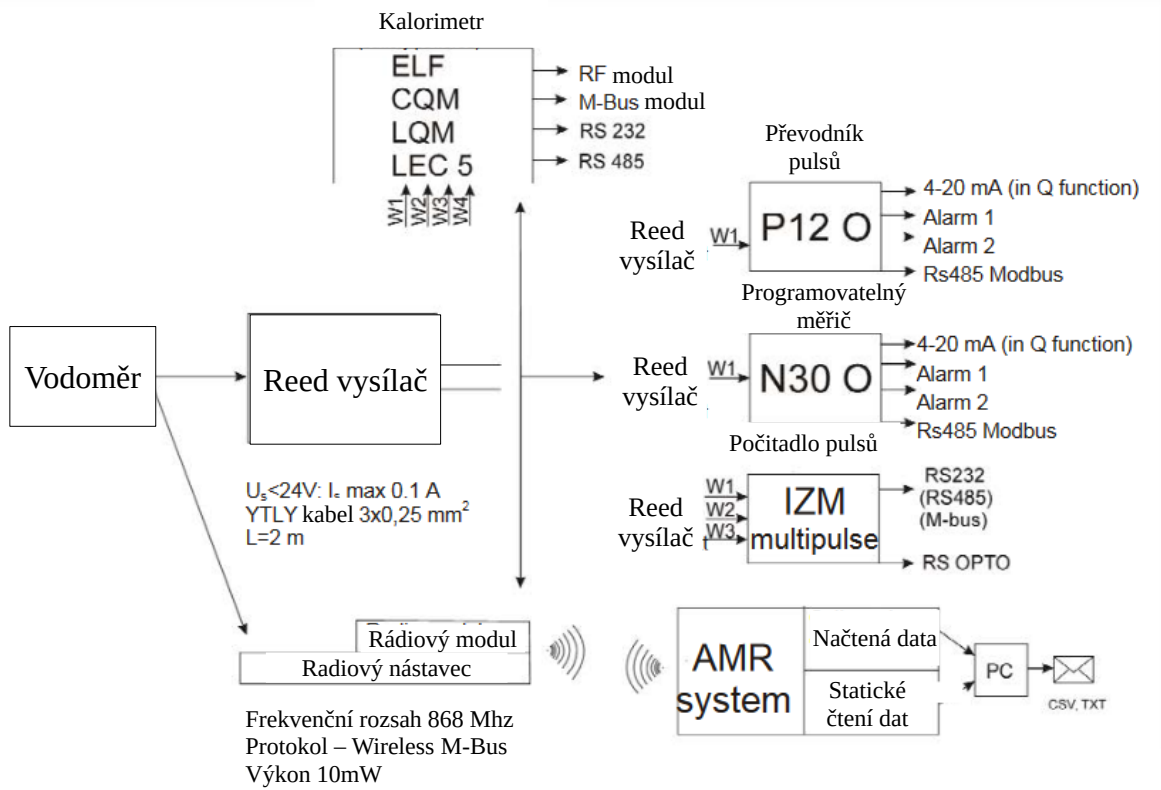 Kalorimetr
ELF
CQM
LQM
LEC 5
W1
W2
W3
W4
RF modul
M-Bus modul
RS 232
RS 485
Převodník
pulsů
Reed
vysílač
W1
P12 O
4-20 mA (in Q function)
Alarm 1
Alarm 2
Rs485 Modbus
Programovatelný
měřič
Vodoměr
Reed vysílač
Reed
vysílač
W1
N30 O
4-20 mA (in Q function)
Alarm 1
Alarm 2
Rs485 Modbus
Počitadlo pulsů
Us<24V: Is max 0.1 A
YTLY kabel 3x0,25 mm²
L=2 m
Reed
vysílač
W1
W2
W3
IZM
multipulse
RS232
(RS485)
(M-bus)
RS OPTO
Rádiový modul
Radiový nástavec
AMR
system
Načtená data
Statické
čtení dat
PC
CSV, TXT
Frekvenční rozsah 868 Mhz
Protokol – Wireless M-Bus
Výkon 10mW